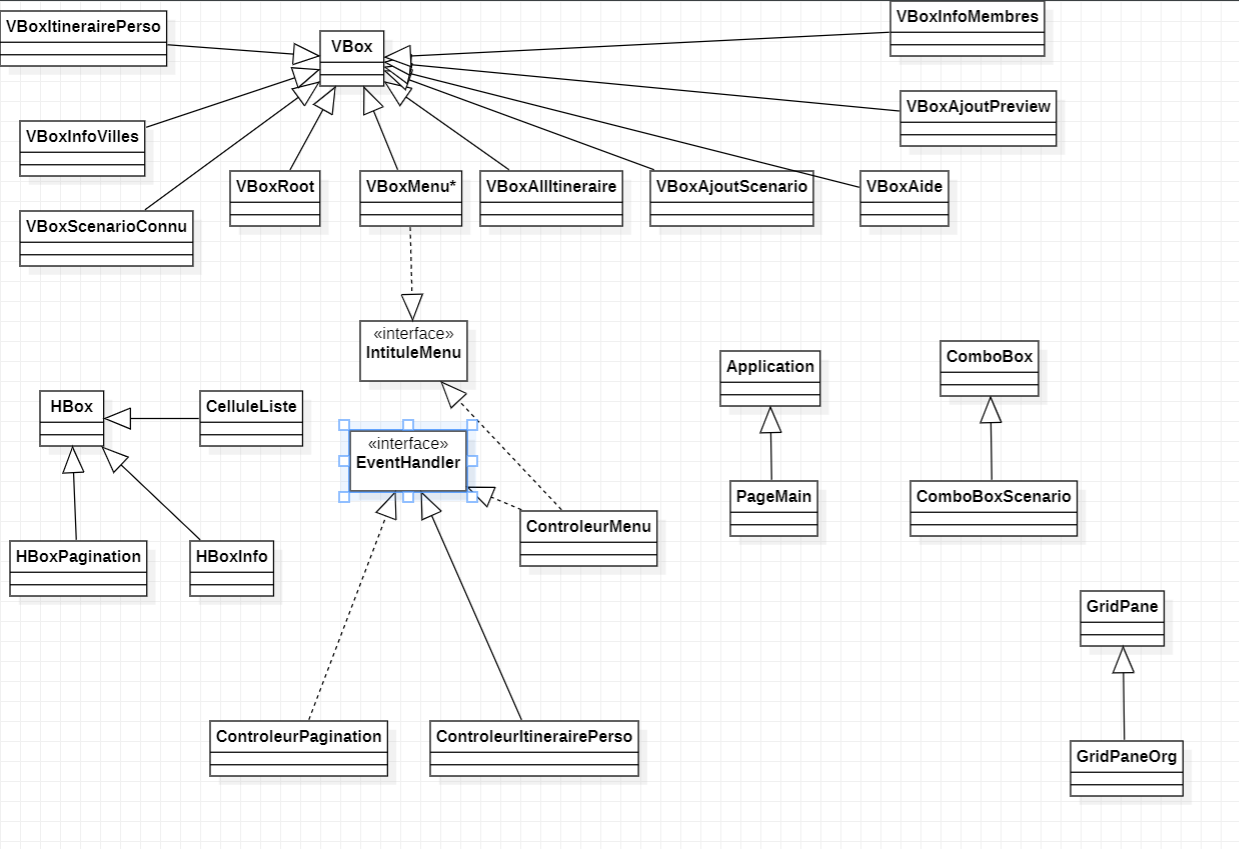 VBoxItinerairePerso
VBox
VBoxInfoMembres
VBoxInfoVilles
VBoxAjoutPreview
VBoxScenarioConnu
VBoxRoot
VBoxMenu*
VBoxAllItineraire
VBoxAjoutScenario
VBoxAide
«interface»
IntituleMenu
Application
ComboBox
HBox
CelluleListe
«interface»
EventHandler
PageMain
ComboBoxScenario
ControleurMenu
HBoxPagination
HBoxInfo
GridPane
ControleurPagination
ControleurItinerairePerso
GridPaneOrg